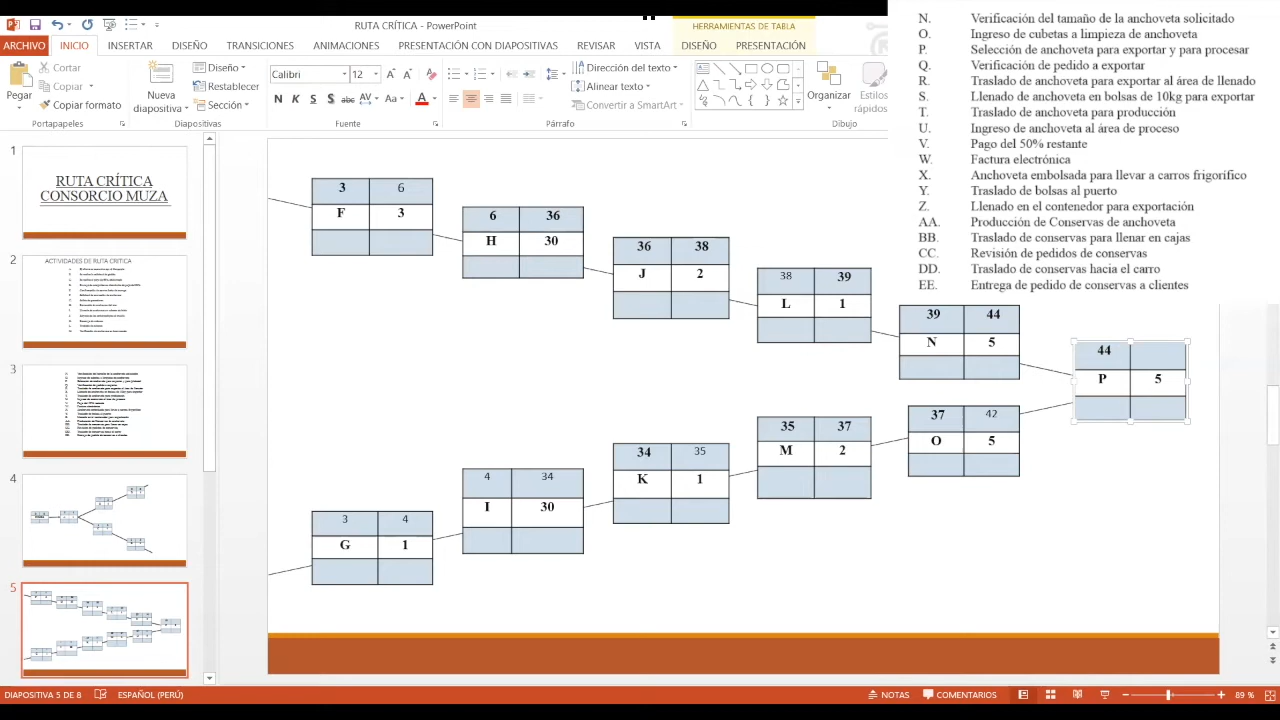 RUTA CRÍTICA - PowerPoint
HERRAMIENTAS DE TABLA
ARCHIVO INICIO INSERTAR DISEÑO TRANSICIONES ANIMACIONES PRESENTACIÓN CON DIAPOSITIVAS REVISAR VISTA DISEÑO PRESENTACIÓN
Pegar
Cortar
Copiar
Copiar formato
Portapapeles
Nueva
diapositiva
Diseño
Restablecer
Sección
Diapositivas
Calibri 12
N K S S abc AV Aa A
Fuente
Párrafo
Dirección del texto
Alinear texto
Convertir a SmartArt
Organizar
Estilos
rápidos
Dibujo
N. Verificación del tamaño de la anchoveta solicitado
O. Ingreso de cubetas a limpieza de anchoveta
P. Selección de anchoveta para exportar y para procesar
Q. Verificación de pedido a exportar
R. Traslado de anchoveta para exportar al área de llenado
S. Llenado de anchoveta en bolsas de 10kg para exportar
T. Traslado de anchoveta para producción
U. Ingreso de anchoveta al área de proceso
V. Pago del 50% restante
W. Factura electrónica
X. Anchoveta embolsada para llevar a carros frigorífico
Y. Traslado de bolsas al puerto
Z. Llenado en el contenedor para exportación
AA. Producción de Conservas de anchoveta
BB. Traslado de conservas para llenar en cajas
CC. Revisión de pedidos de conservas
DD. Traslado de conservas hacia el carro
EE. Entrega de pedido de conservas a clientes
1
RUTA CRÍTICA
CONSORCIO MUZA
2
ACTIVIDADES DE RUTA CRITICA
3
4
5
3 6
F 3
6 36
H 30
36 38
J 2
38 39
L 1
39 44
N 5
44
P 5
3 4
G 1
4 34
I 30
34 35
K 1
35 37
M 2
37 42
O 5
DIAPOSITIVA 5 DE 8
ESPAÑOL (PERÚ)
NOTAS
COMENTARIOS
89 %